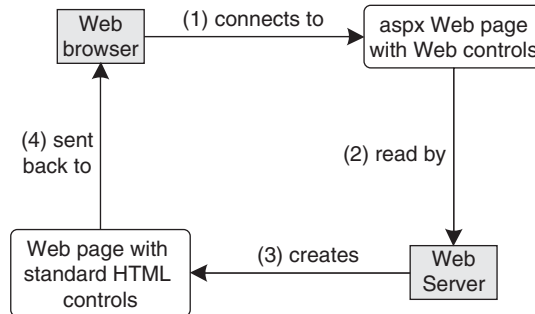 Web
browser
(1) connects to
aspx Web page
with Web controls
(2) read by
Web
Server
(3) creates
Web page with
standard HTML
controls
(4) sent
back to